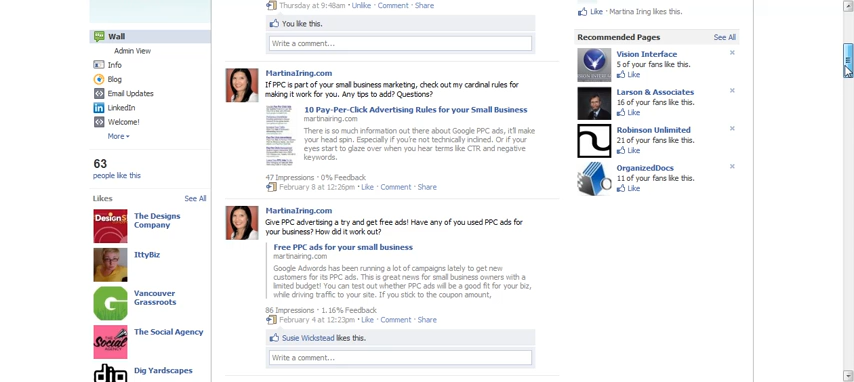 Thursday at 9:48am · Unlike · Comment · Share
You like this.
Write a comment...
Like · Martina Iring likes this.
Wall
Admin View
Info
Blog
Email Updates
LinkedIn
Welcome!
More
63
people like this
Likes See All
The Designs
Company
IttyBiz
Vancouver
Grassroots
The Social Agency
Dig Yardscapes
MartinaIring.com
If PPC is part of your small business marketing, check out my cardinal rules for
making it work for you. Any tips to add? Questions?
10 Pay-Per-Click Advertising Rules for your Small Business
martinairing.com
There is so much information out there about Google PPC ads, it'll make
your head spin. Especially if you're not technically inclined. Or if your
eyes start to glaze over when you hear terms like CTR and negative
keywords.
47 Impressions · 0% Feedback
February 8 at 12:26pm · Like · Comment · Share
MartinaIring.com
Give PPC advertising a try and get free ads! Have any of you used PPC ads for
your business? How did it work out?
Free PPC ads for your small business
martinairing.com
Google Adwords has been running a lot of campaigns lately to get new
customers for its PPC ads. This is great news for small business owners with a
limited budget! You can test out whether PPC ads will be a good fit for your biz,
while driving traffic to your site. If you stick to the coupon amount,
86 Impressions · 1.16% Feedback
February 4 at 12:23pm · Like · Comment · Share
Susie Wickstead likes this.
Write a comment...
Recommended Pages See All
Vision Interface
5 of your fans like this.
Like
Larson & Associates
16 of your fans like this.
Like
Robinson Unlimited
21 of your fans like this.
Like
OrganizedDocs
11 of your fans like this.
Like